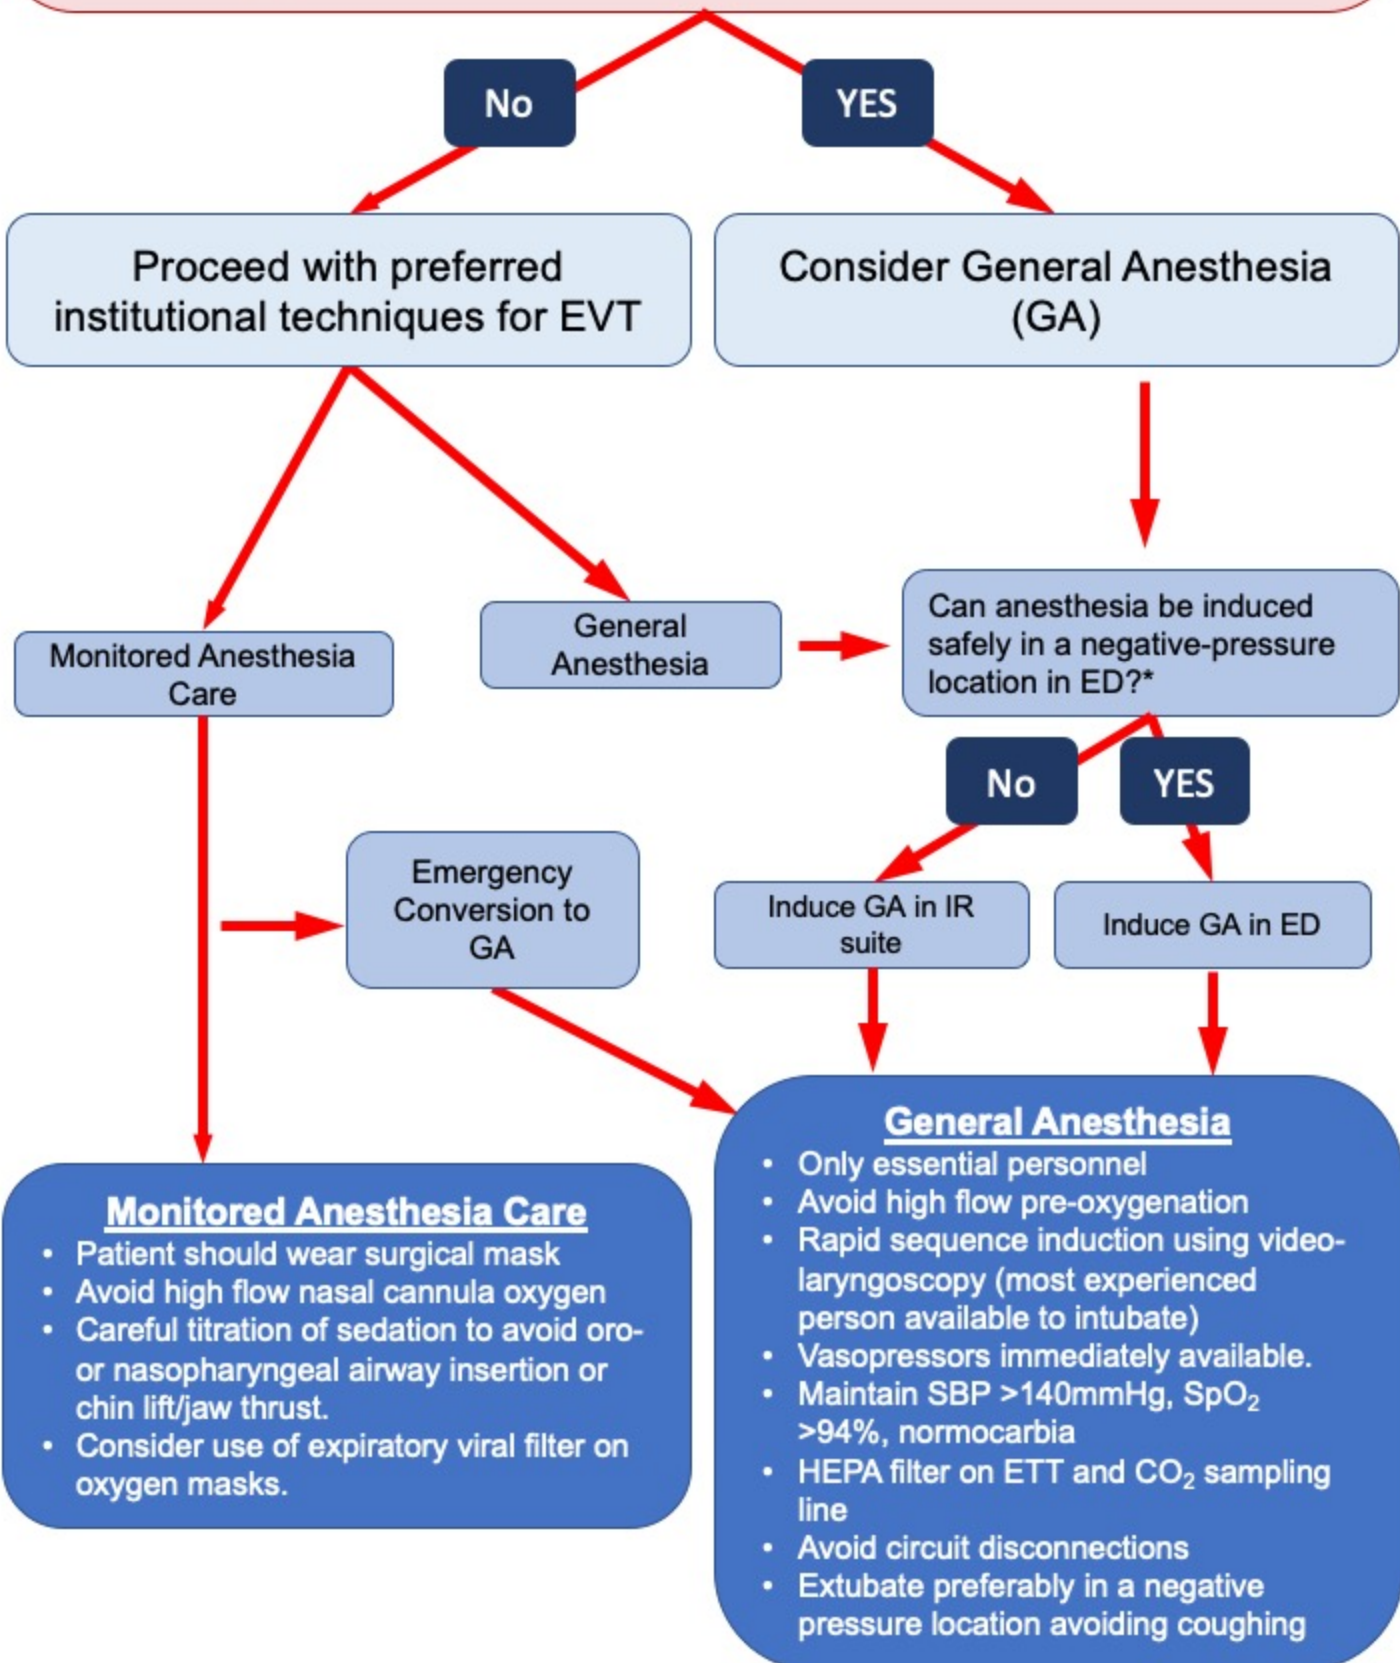 No
YES
Proceed with preferred
institutional techniques for EVT
Consider General Anesthesia
(GA)
Monitored Anesthesia
Care
General
Anesthesia
Can anesthesia be induced
safely in a negative-pressure
location in ED?*
No
YES
Emergency
Conversion to
GA
Induce GA in IR
suite
Induce GA in ED
Monitored Anesthesia Care
• Patient should wear surgical mask
• Avoid high flow nasal cannula oxygen
• Careful titration of sedation to avoid oro-
or nasopharyngeal airway insertion or
chin lift/jaw thrust.
• Consider use of expiratory viral filter on
oxygen masks.
General Anesthesia
• Only essential personnel
• Avoid high flow pre-oxygenation
• Rapid sequence induction using video-
laryngoscopy (most experienced
person available to intubate)
• Vasopressors immediately available.
• Maintain SBP >140mmHg, SpO₂
>94%, normocarbia
• HEPA filter on ETT and CO₂ sampling
line
• Avoid circuit disconnections
• Extubate preferably in a negative
pressure location avoiding coughing